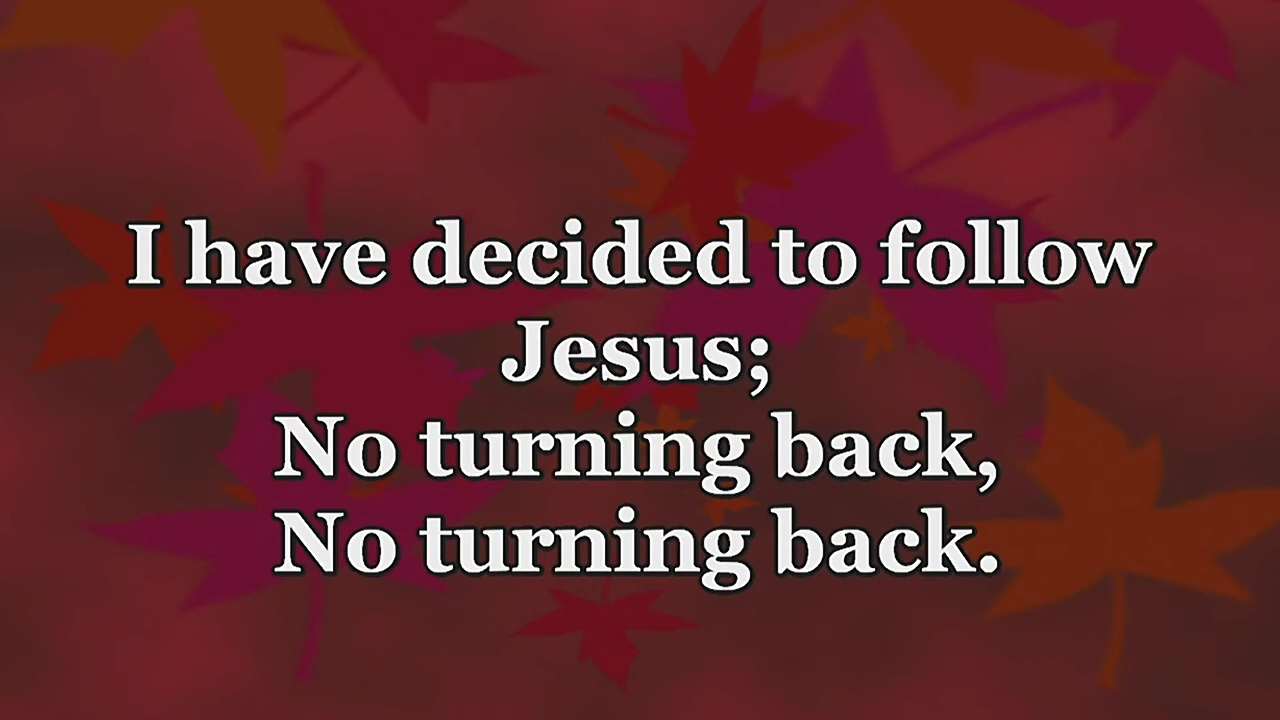 I have decided to follow
Jesus;
No turning back,
No turning back.